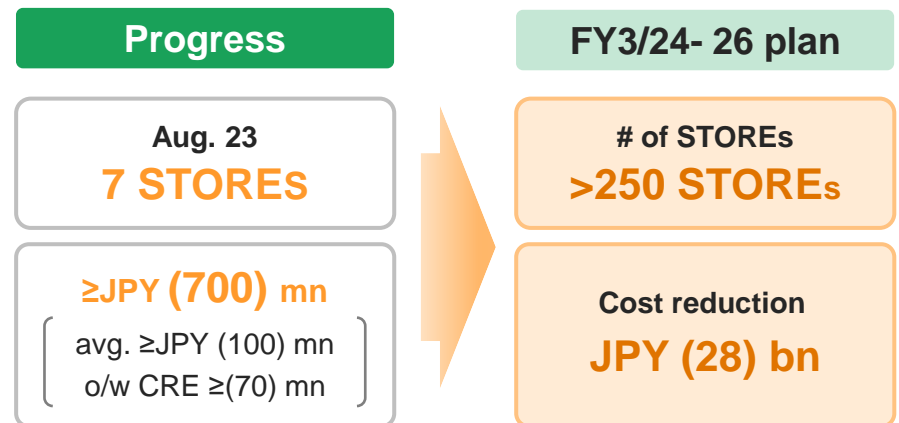 Progress
FY3/24- 26 plan
Aug. 23
7 STORES
# of STOREs
>250 STOREs
≥JPY (700) mn
avg. ≥JPY (100) mn
o/w CRE ≥(70) mn
Cost reduction
JPY (28) bn